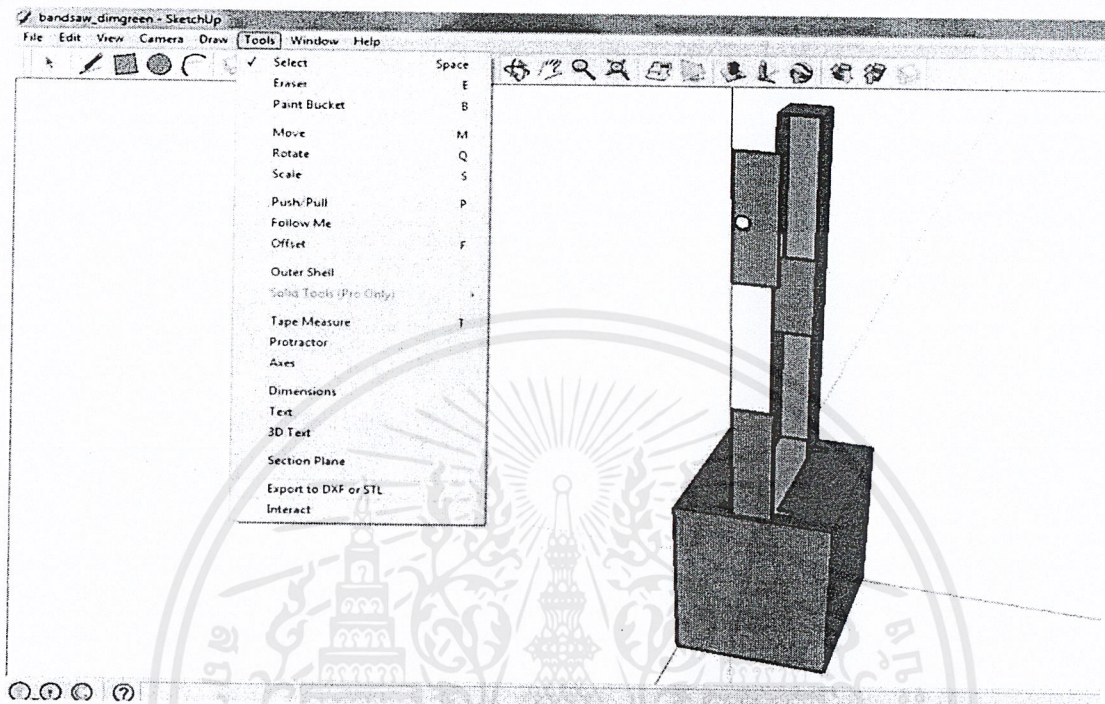 bandsaw_dimgreen - SketchUp
File Edit View Camera Draw Tools Window Help
✓ Select Space
Eraser E
Paint Bucket B
Move M
Rotate Q
Scale S
Push/Pull P
Follow Me
Offset F
Outer Shell
Solid Tools (Pro Only)
Tape Measure T
Protractor
Axes
Dimensions
Text
3D Text
Section Plane
Export to DXF or STL
Interact